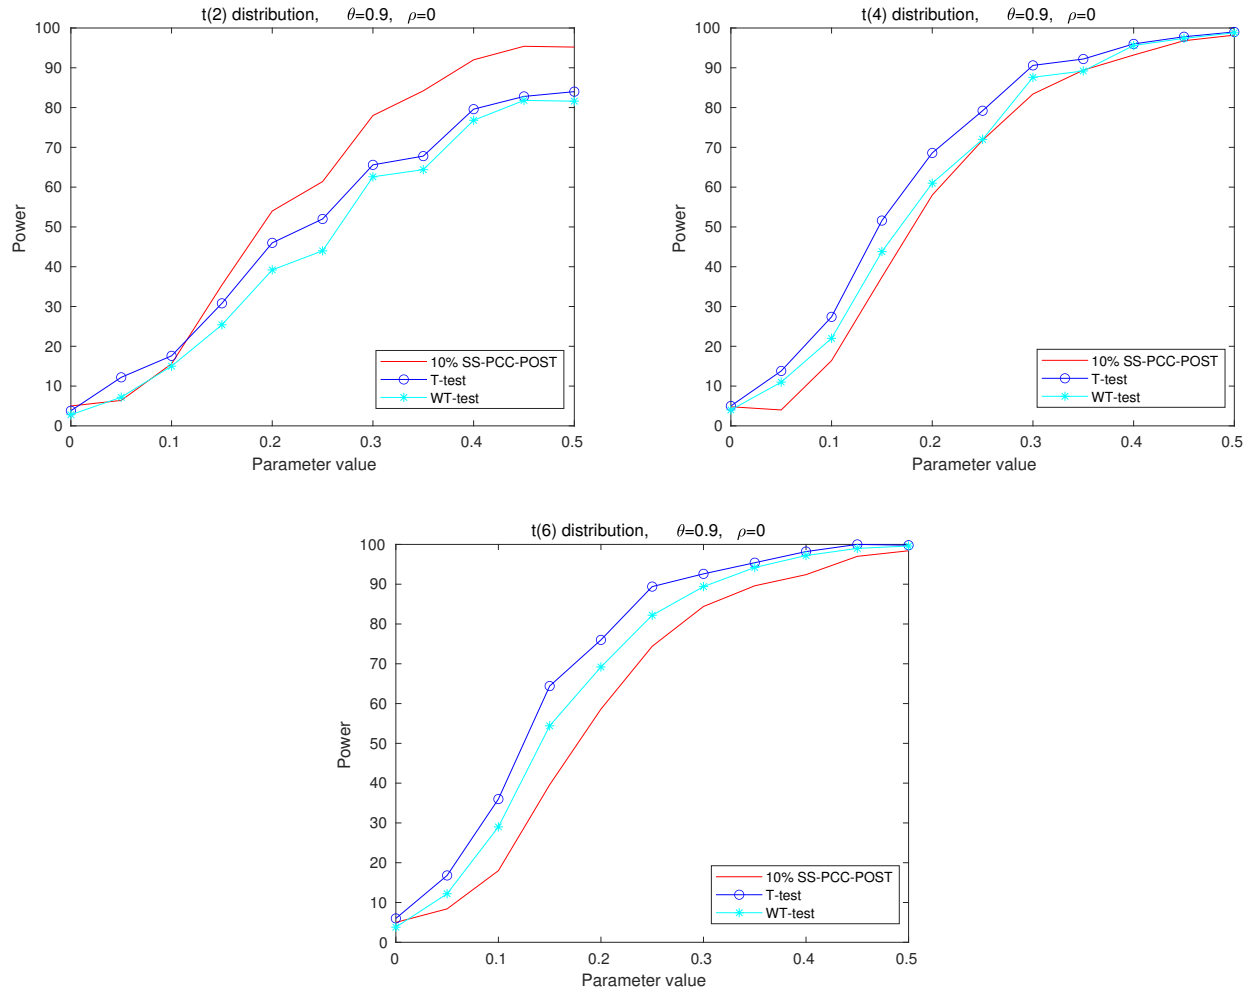 t(2) distribution, θ=0.9, ρ=0
Power
100
90
80
70
60
50
40
30
20
10
0
0 0.1 0.2 0.3 0.4 0.5
Parameter value
10% SS-PCC-POST
T-test
WT-test
t(4) distribution, θ=0.9, ρ=0
Power
100
90
80
70
60
50
40
30
20
10
0
0 0.1 0.2 0.3 0.4 0.5
Parameter value
10% SS-PCC-POST
T-test
WT-test
t(6) distribution, θ=0.9, ρ=0
Power
100
90
80
70
60
50
40
30
20
10
0
0 0.1 0.2 0.3 0.4 0.5
Parameter value
10% SS-PCC-POST
T-test
WT-test